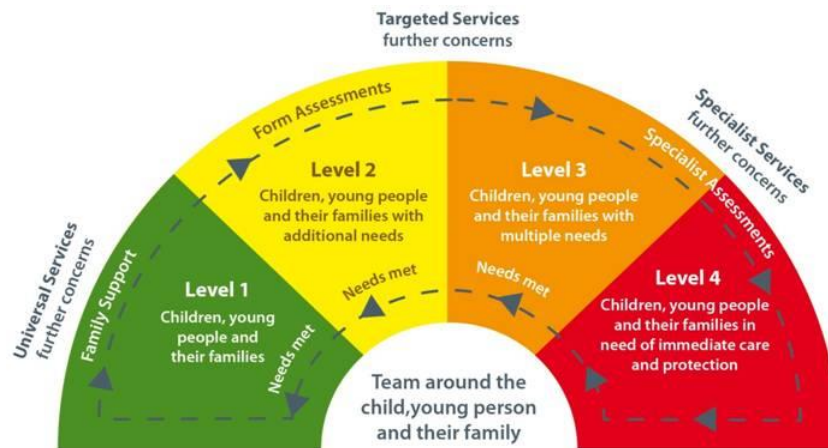 Targeted Services
further concerns
Specialist Services
further concerns
Universal Services
further concerns
Family Support
Form Assessments
Specialist Assessments
Level 1
Children, young
people and
their families
Level 2
Children, young people
and their families with
additional needs
Level 3
Children, young people
and their families with
multiple needs
Level 4
Children, young people
and their families in
need of immediate care
and protection
Needs met
Needs met
Needs met
Team around the
child,young person
and their family